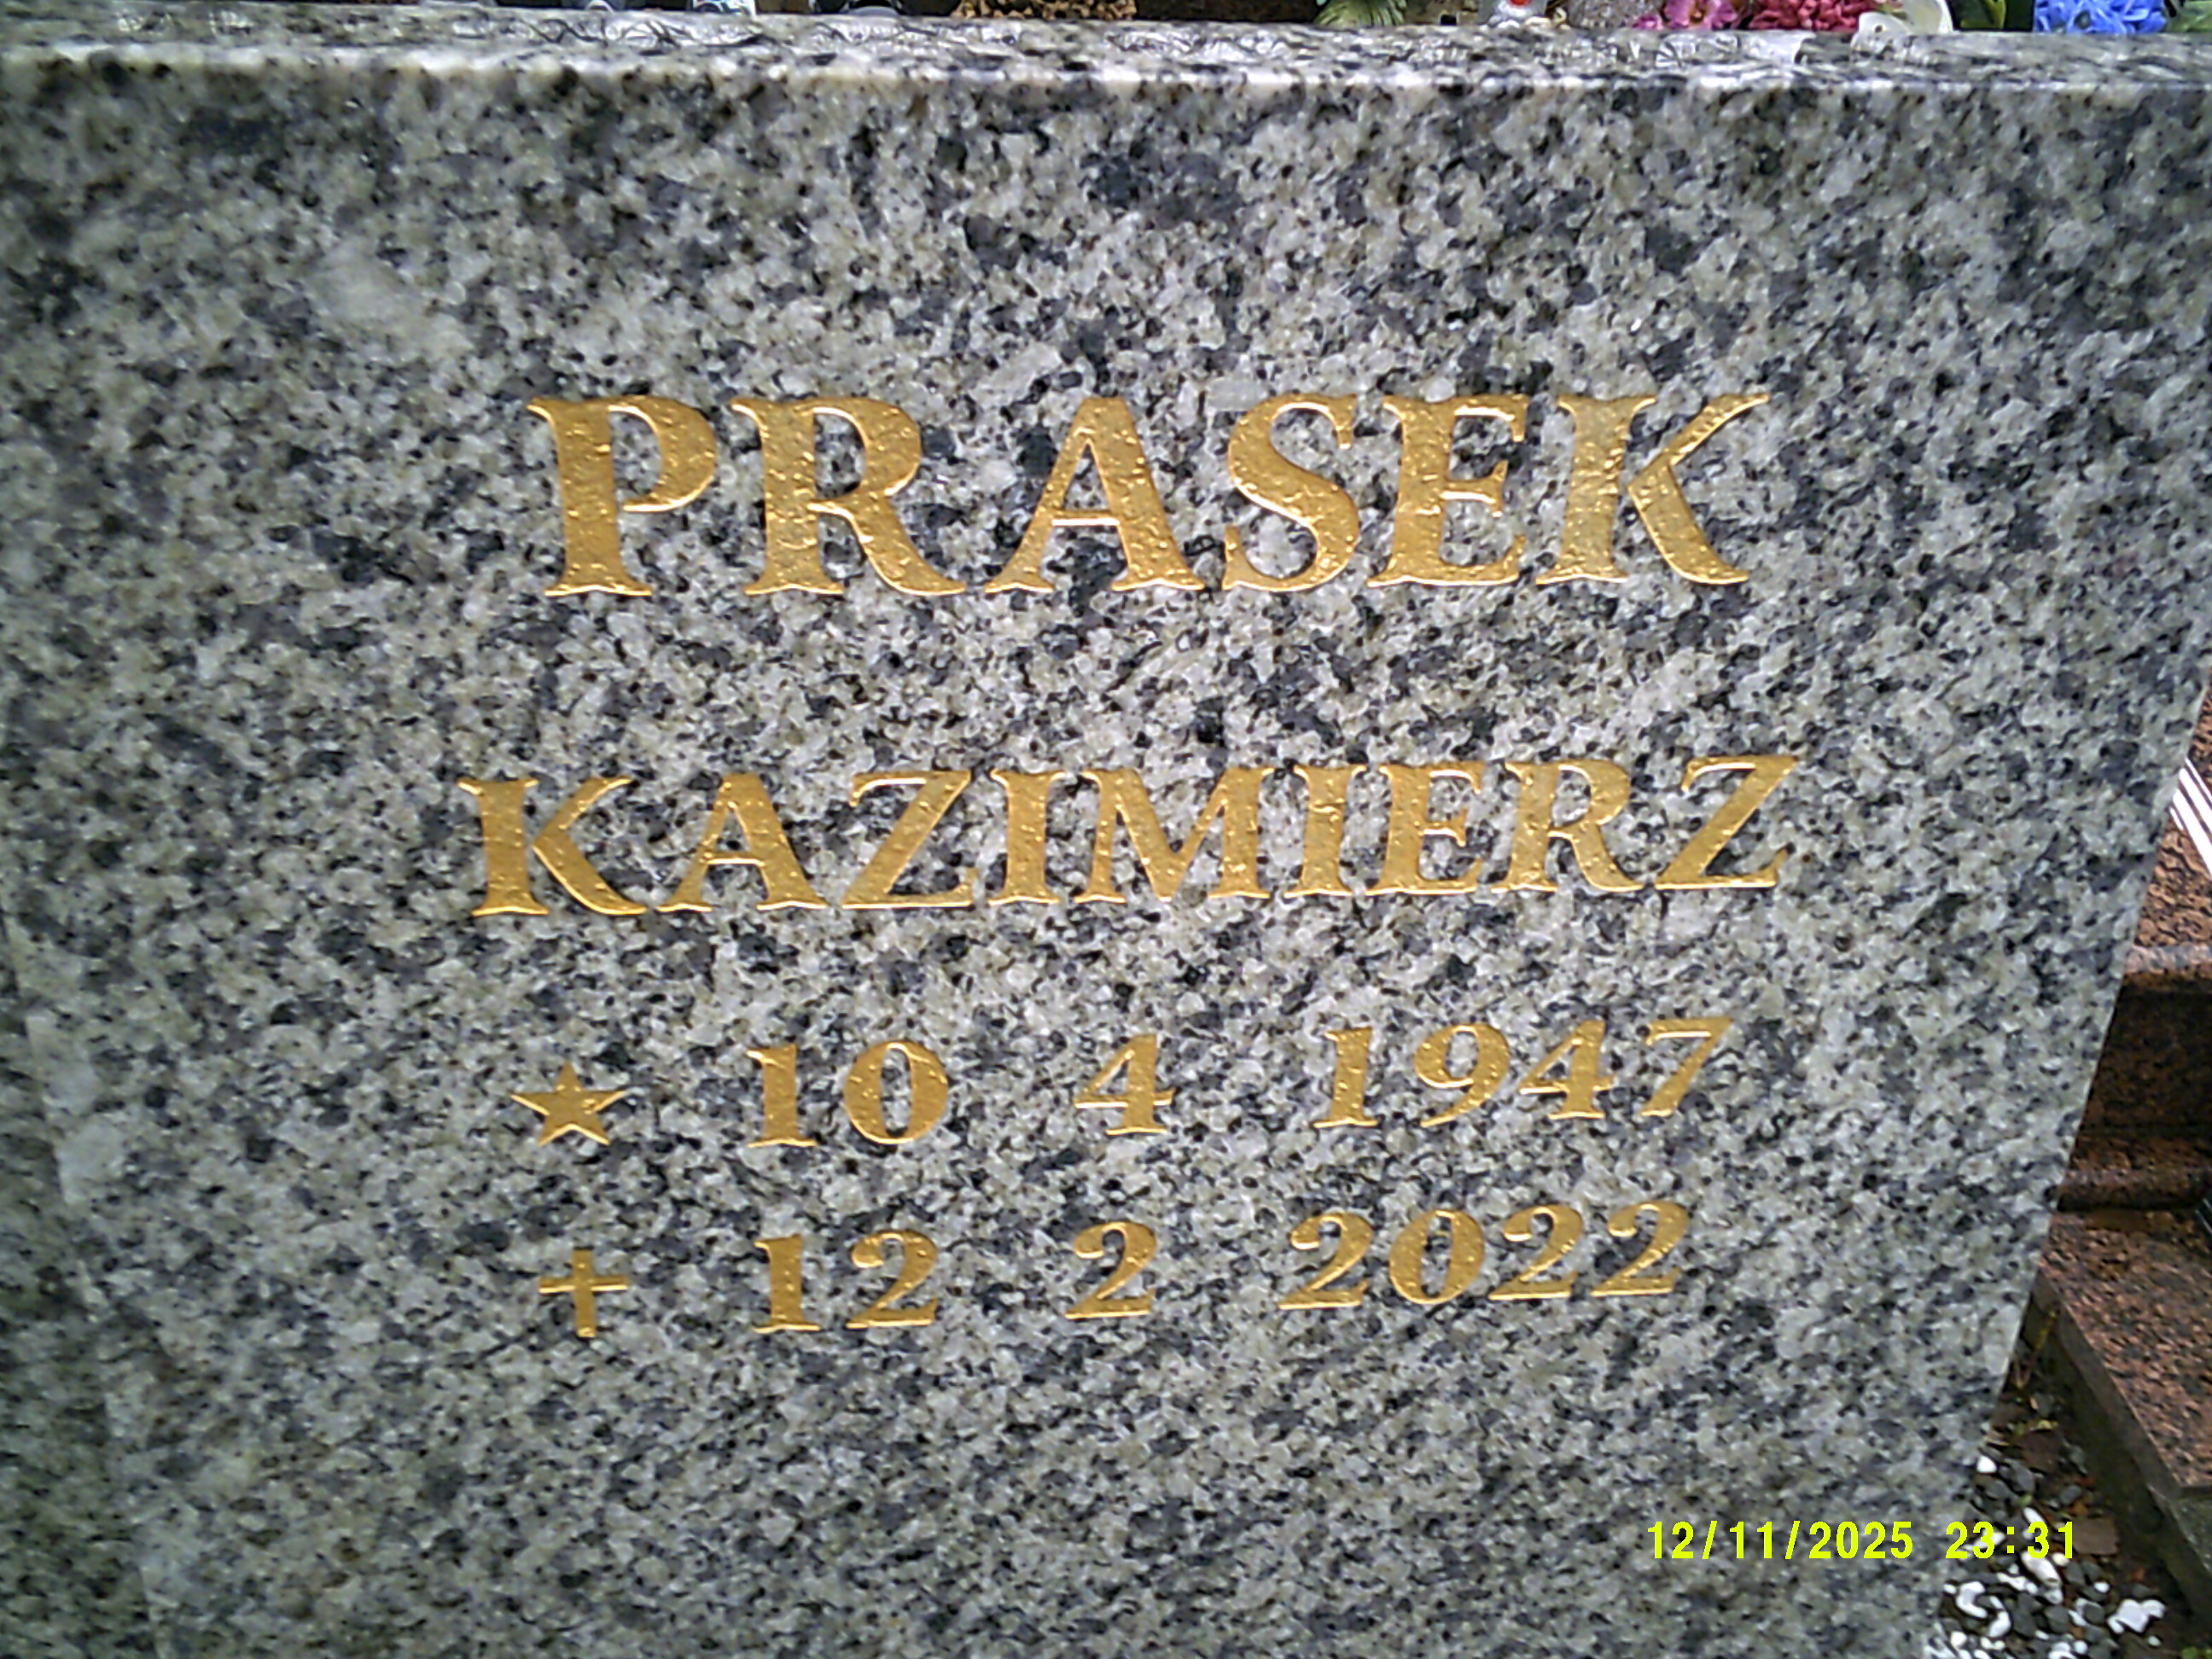 PRASEK
KAZIMIERZ
★ 10 4 1947
+ 12 2 2022
12/11/2025 23:31